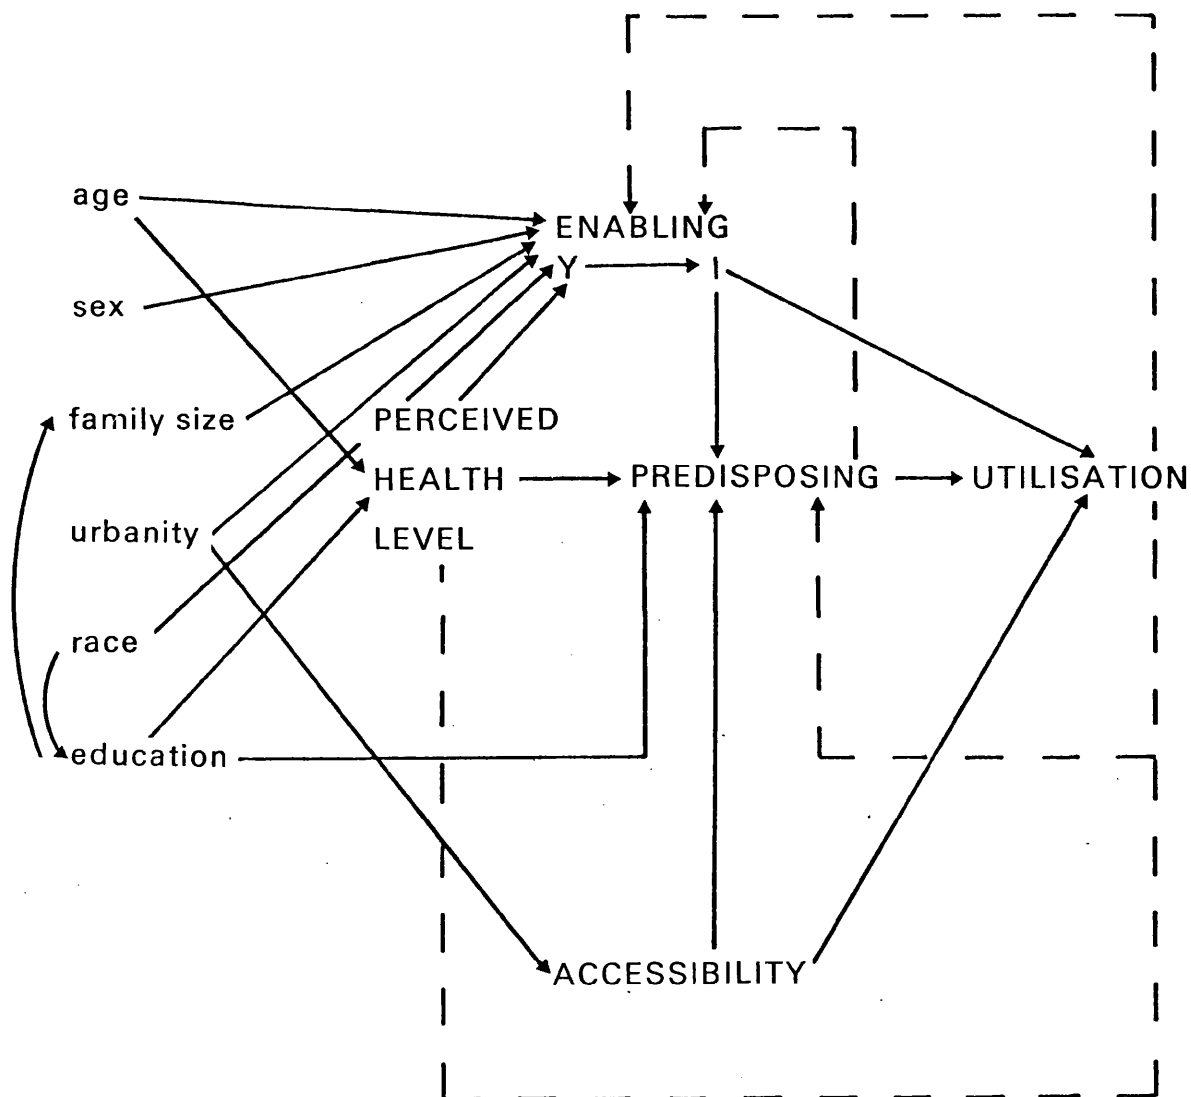 age
ENABLING
Y I
sex
family size
PERCEIVED
HEALTH
PREDISPOSING
UTILISATION
urbanity
LEVEL
race
education
ACCESSIBILITY